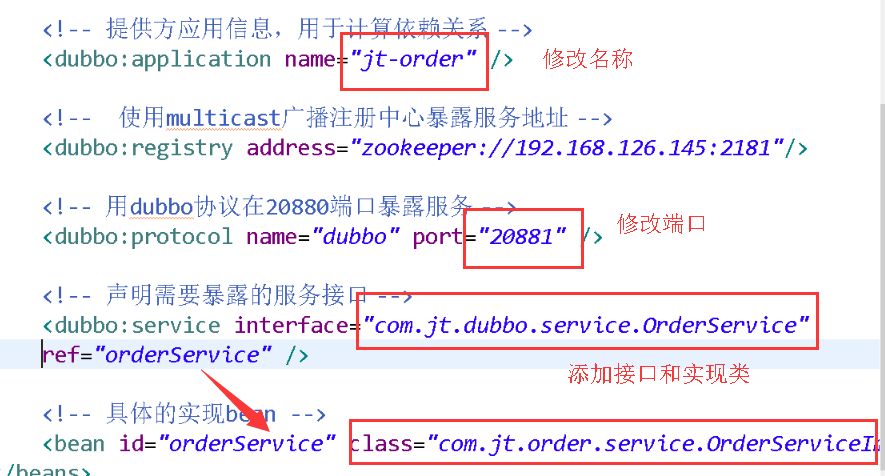 <!-- 提供方应用信息，用于计算依赖关系 -->
<dubbo:application name="jt-order" /> 修改名称
<!-- 使用multicast广播注册中心暴露服务地址 -->
<dubbo:registry address="zookeeper://192.168.126.145:2181"/>
<!-- 用dubbo协议在20880端口暴露服务 -->
<dubbo:protocol name="dubbo" port="20881" /> 修改端口
<!-- 声明需要暴露的服务接口 -->
<dubbo:service interface="com.jt.dubbo.service.OrderService"
ref="orderService" />
添加接口和实现类
<!-- 具体的实现bean -->
<bean id="orderService" class="com.jt.order.service.OrderServiceI
/beans>